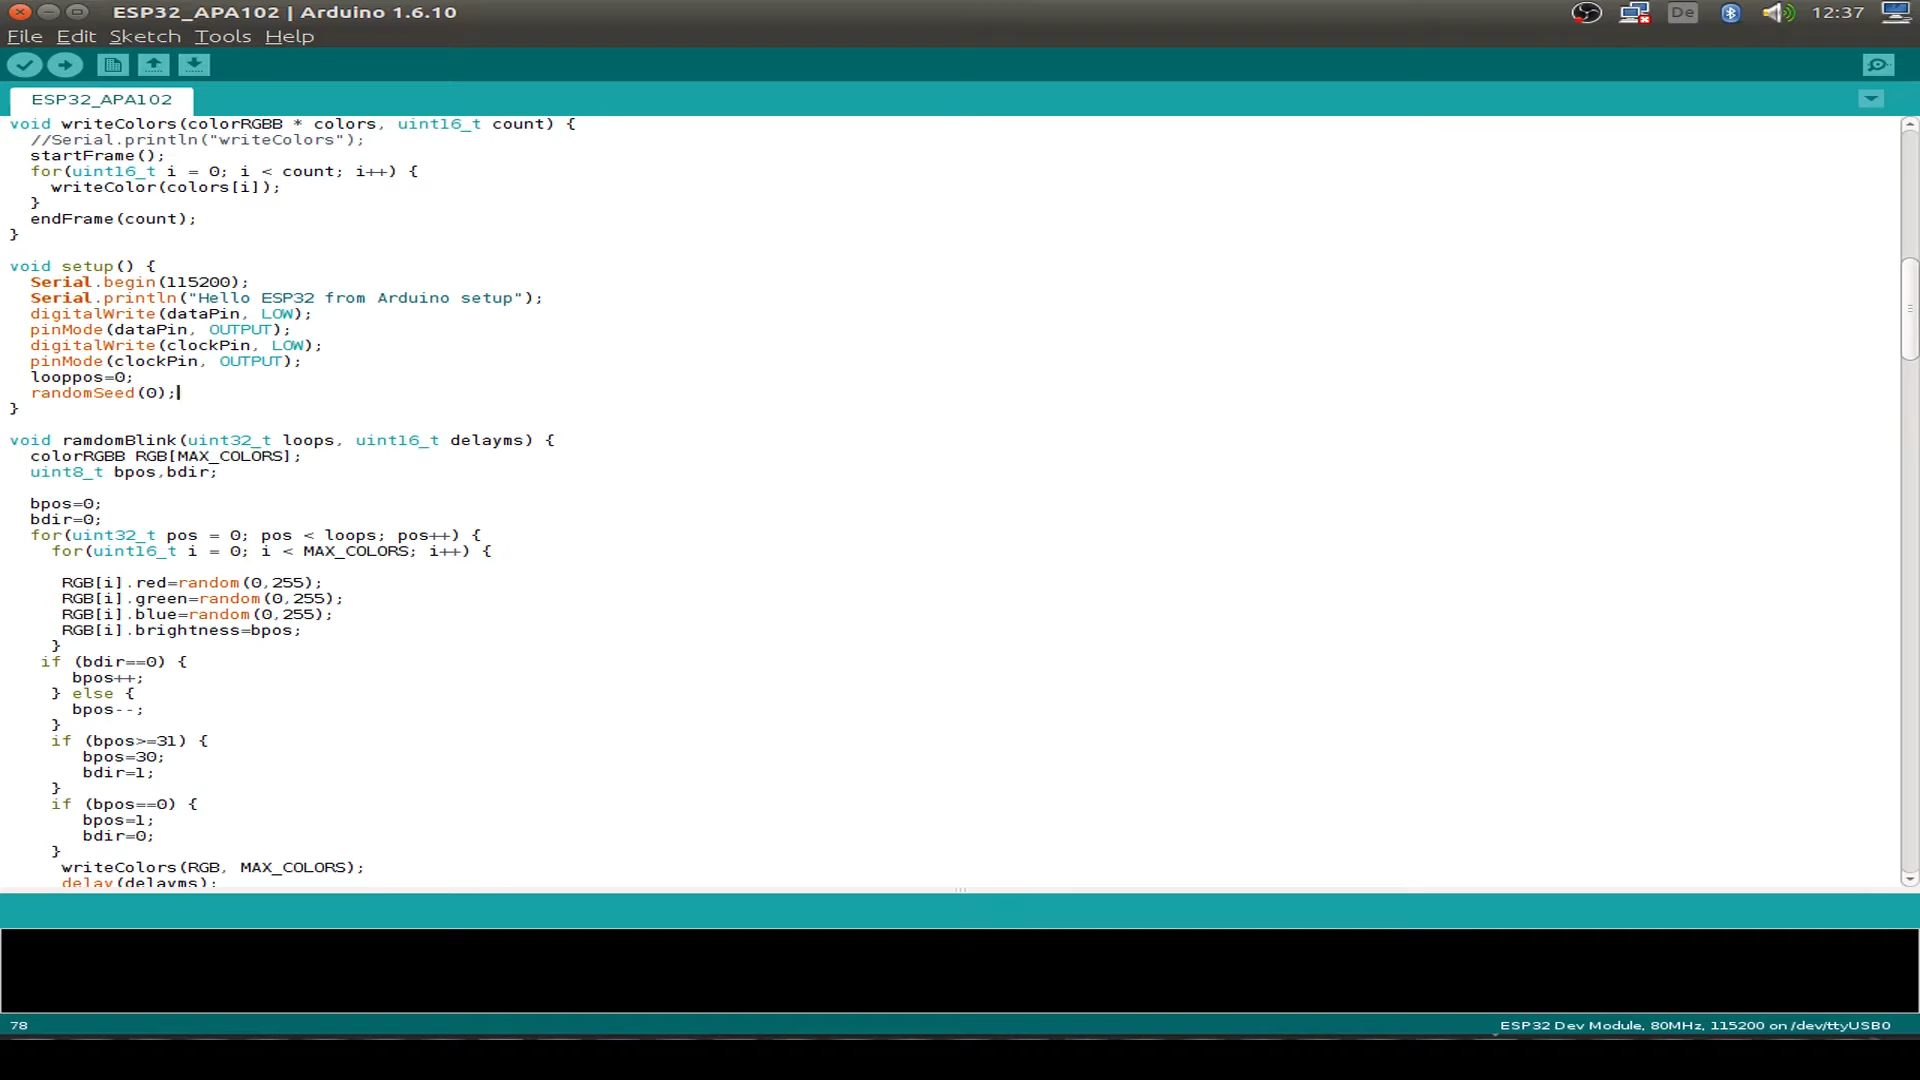 ESP32_APA102 | Arduino 1.6.10
De
12:37
File Edit Sketch Tools Help
ESP32_APA102
void writeColors(colorRGBB * colors, uint16_t count) {
  //Serial.println("writeColors");
  startFrame();
  for(uint16_t i = 0; i < count; i++) {
    writeColor(colors[i]);
  }
  endFrame(count);
}
void setup() {
  Serial.begin(115200);
  Serial.println("Hello ESP32 from Arduino setup");
  digitalWrite(dataPin, LOW);
  pinMode(dataPin, OUTPUT);
  digitalWrite(clockPin, LOW);
  pinMode(clockPin, OUTPUT);
  looppos=0;
  randomSeed(0);
}
void ramdomBlink(uint32_t loops, uint16_t delayms) {
  colorRGBB RGB[MAX_COLORS];
  uint8_t bpos,bdir;
  bpos=0;
  bdir=0;
  for(uint32_t pos = 0; pos < loops; pos++) {
    for(uint16_t i = 0; i < MAX_COLORS; i++) {
     RGB[i].red=random(0,255);
     RGB[i].green=random(0,255);
     RGB[i].blue=random(0,255);
     RGB[i].brightness=bpos;
    }
   if (bdir==0) {
      bpos++;
    } else {
      bpos--;
    }
    if (bpos>=31) {
       bpos=30;
       bdir=1;
    }
    if (bpos==0) {
       bpos=1;
       bdir=0;
    }
     writeColors(RGB, MAX_COLORS);
     delay(delayms);
78
ESP32 Dev Module, 80MHz, 115200 on /dev/ttyUSB0